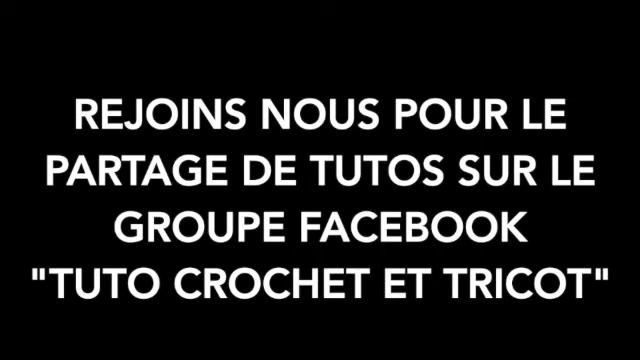 REJOINS NOUS POUR LE
PARTAGE DE TUTOS SUR LE
GROUPE FACEBOOK
"TUTO CROCHET ET TRICOT"